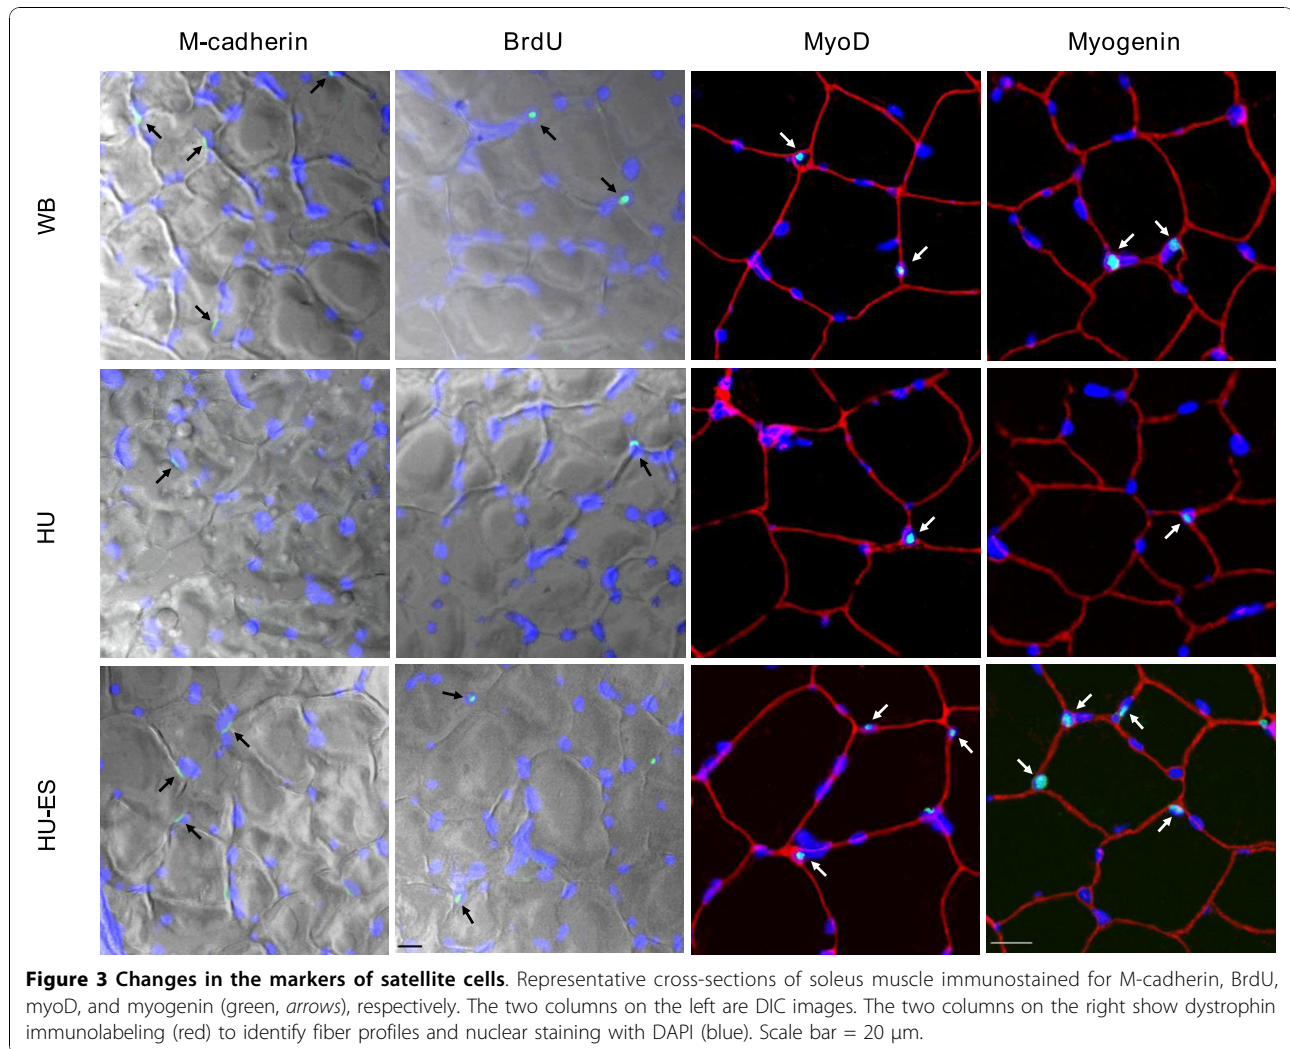 M-cadherin BrdU MyoD Myogenin
WB
HU
HU-ES
Figure 3 Changes in the markers of satellite cells. Representative cross-sections of soleus muscle immunostained for M-cadherin, BrdU,
myoD, and myogenin (green, arrows), respectively. The two columns on the left are DIC images. The two columns on the right show dystrophin
immunolabeling (red) to identify fiber profiles and nuclear staining with DAPI (blue). Scale bar = 20 μm.